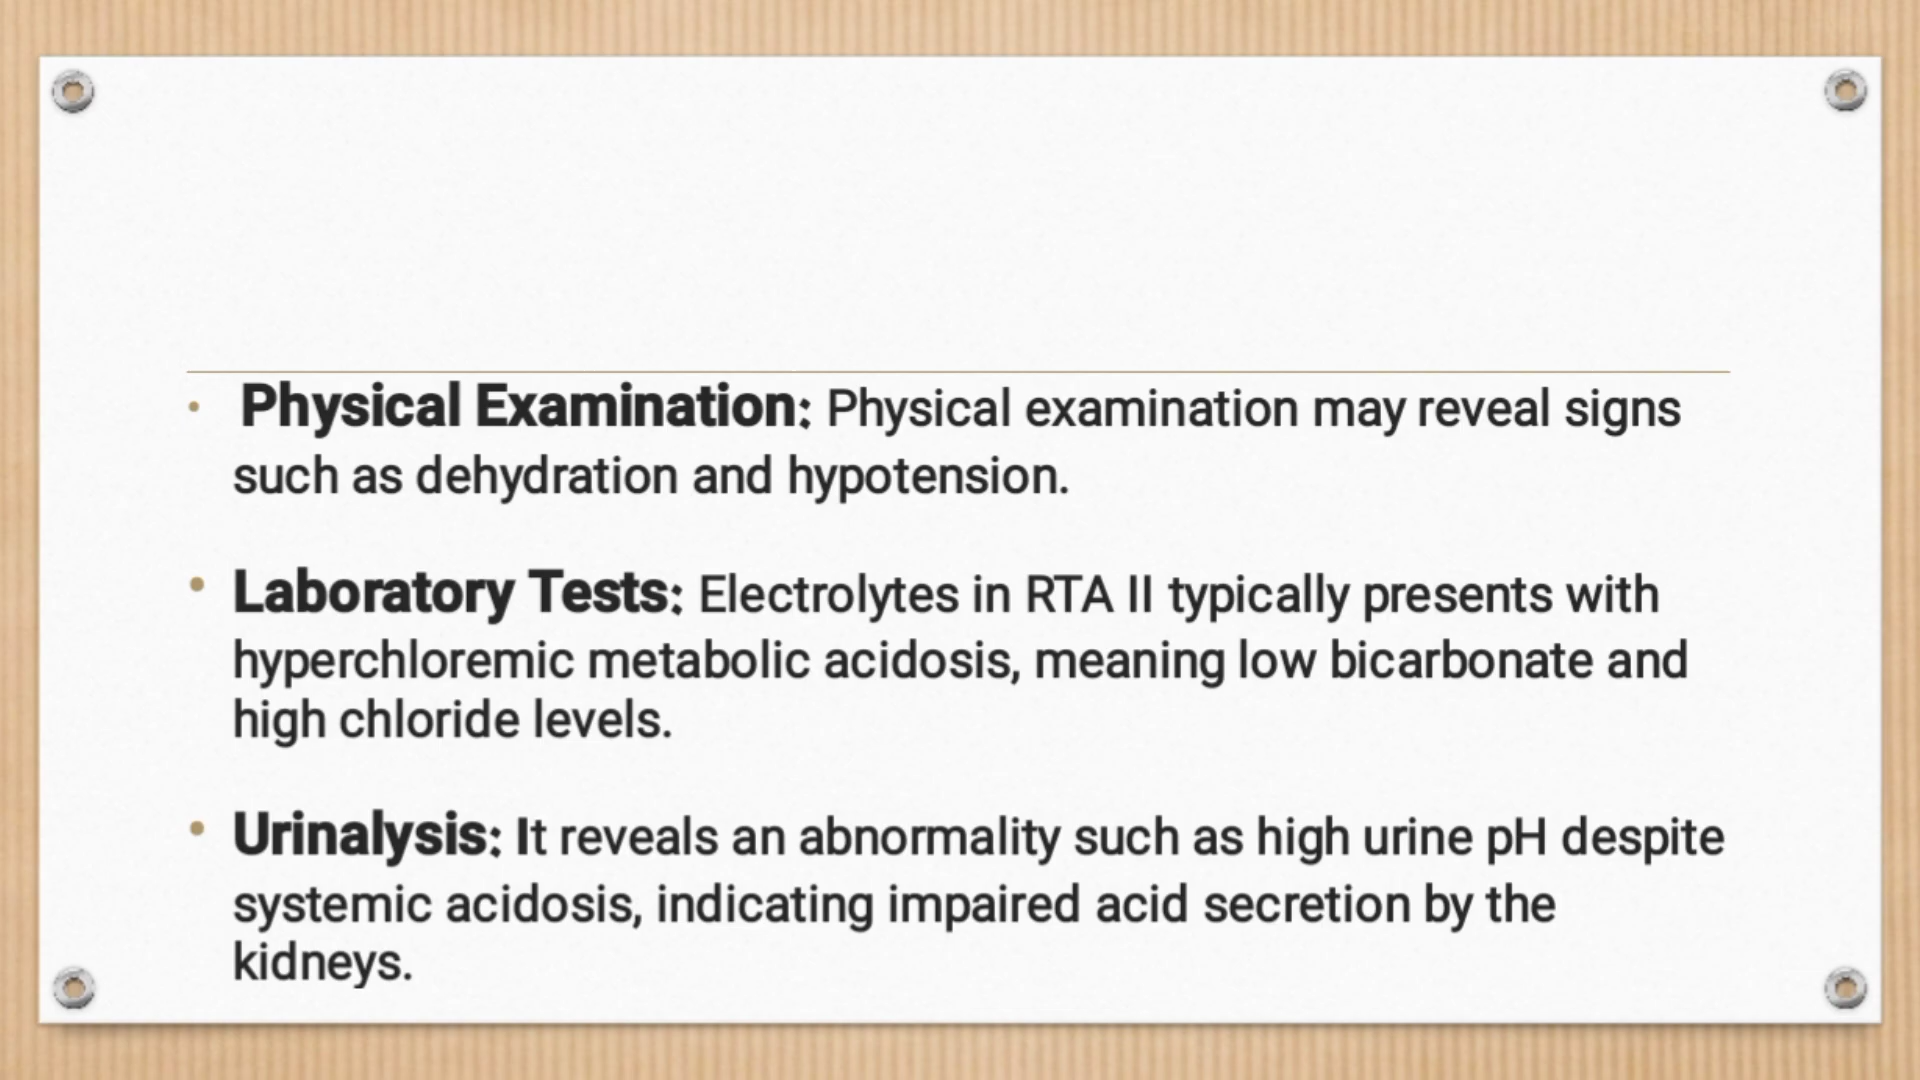 • Physical Examination: Physical examination may reveal signs
such as dehydration and hypotension.
• Laboratory Tests: Electrolytes in RTA II typically presents with
hyperchloremic metabolic acidosis, meaning low bicarbonate and
high chloride levels.
• Urinalysis: It reveals an abnormality such as high urine pH despite
systemic acidosis, indicating impaired acid secretion by the
kidneys.